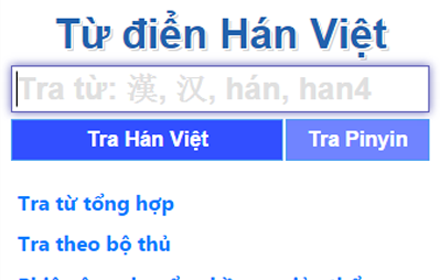 Từ điển Hán Việt
Tra từ: 漢, 汉, hán, han4
Tra Hán Việt Tra Pinyin
Tra từ tổng hợp
Tra theo bộ thủ